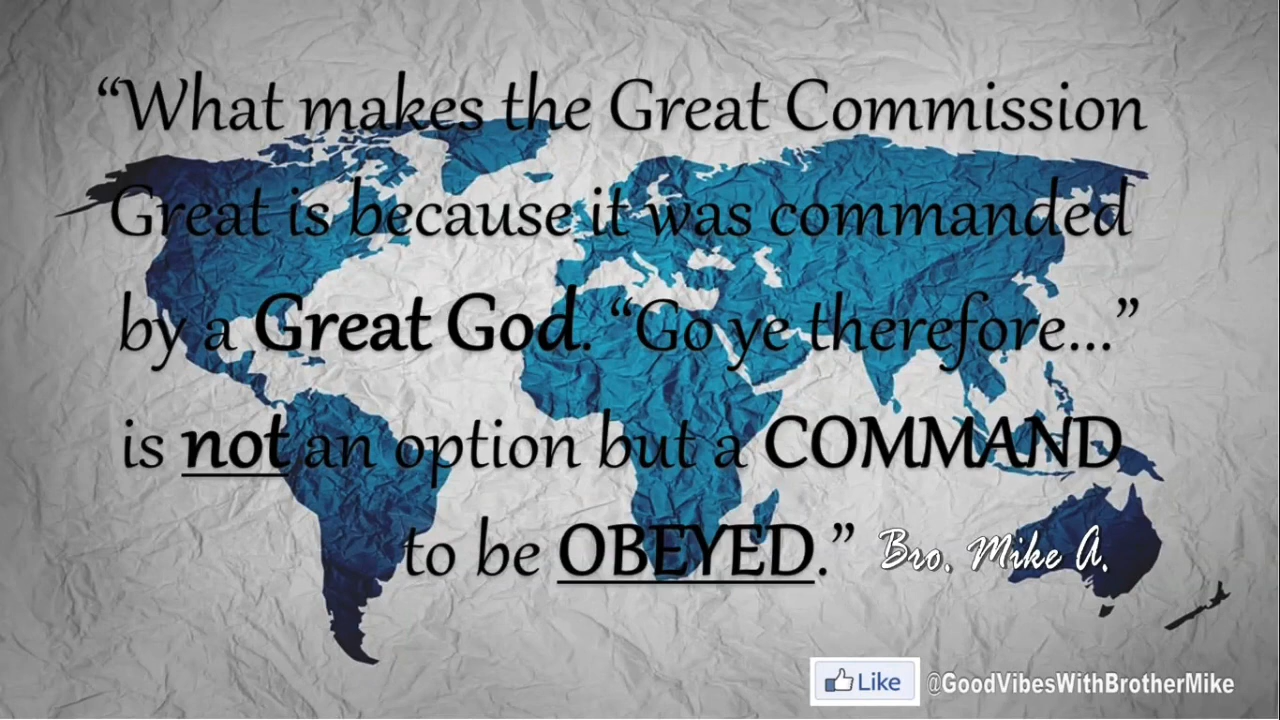 “What makes the Great Commission
Great is because it was commanded
by a Great God. “Go ye therefore...”
is not an option but a COMMAND
to be OBEYED.” Bro. Mike A.
Like @GoodVibesWithBrotherMike